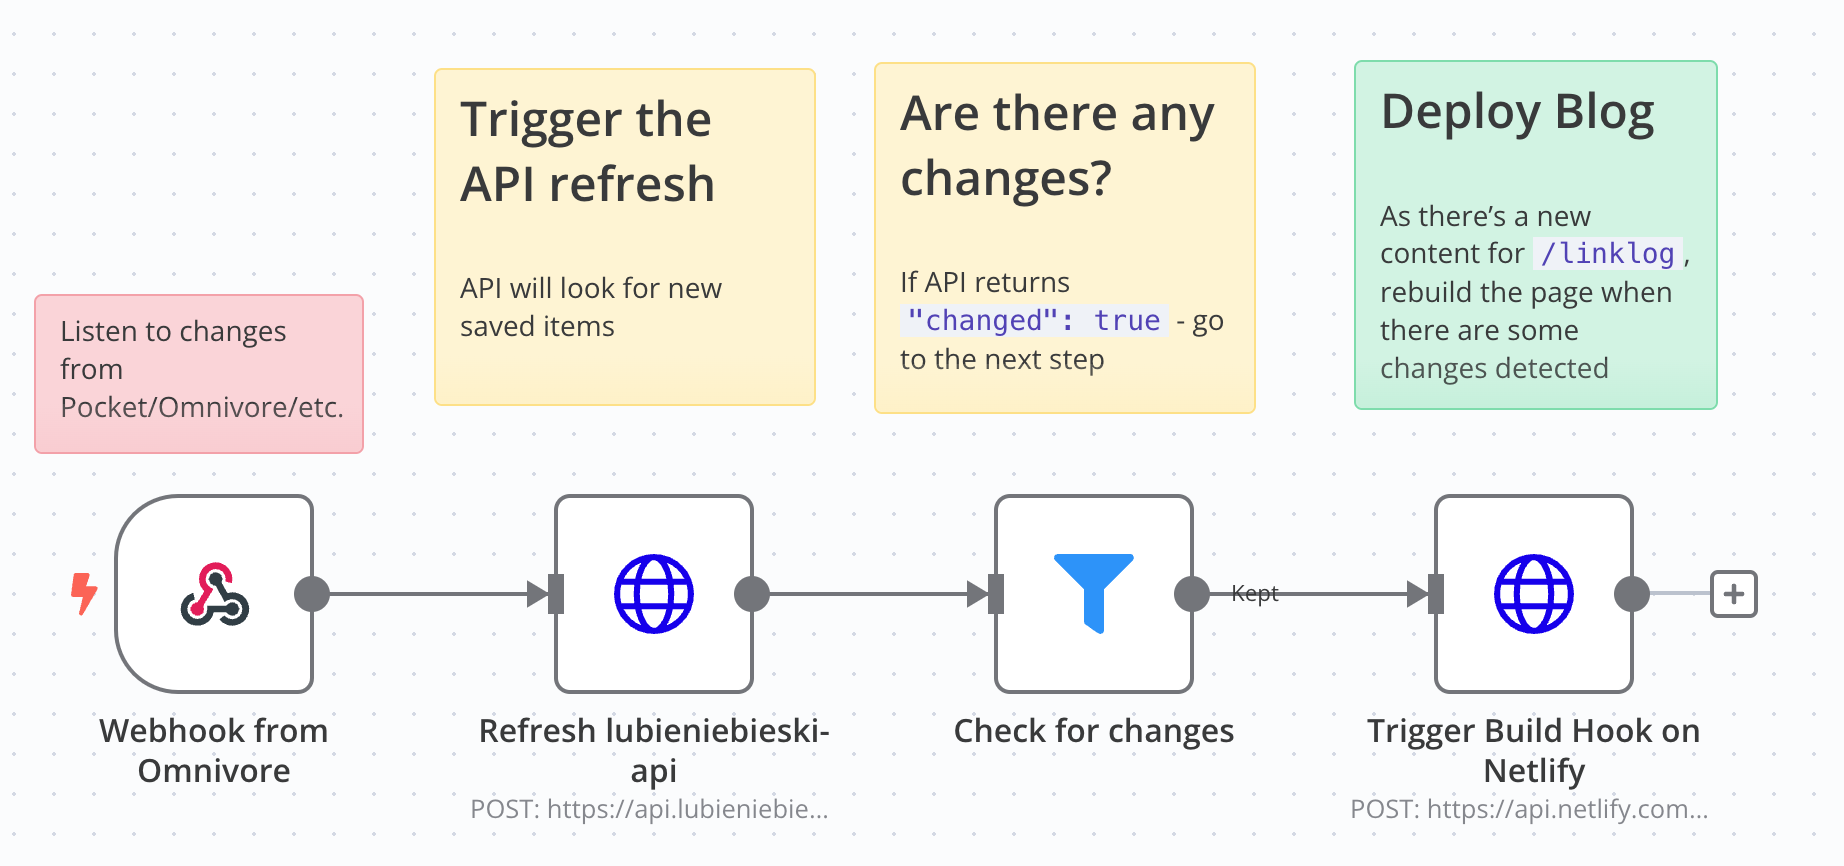 Trigger the
API refresh
API will look for new
saved items
Are there any
changes?
If API returns
"changed": true - go
to the next step
Deploy Blog
As there’s a new
content for /linklog,
rebuild the page when
there are some
changes detected
Listen to changes
from
Pocket/Omnivore/etc.
Kept
Webhook from
Omnivore
Refresh lubieniebieski-
api
POST: https://api.lubieniebie...
Check for changes
Trigger Build Hook on
Netlify
POST: https://api.netlify.com...